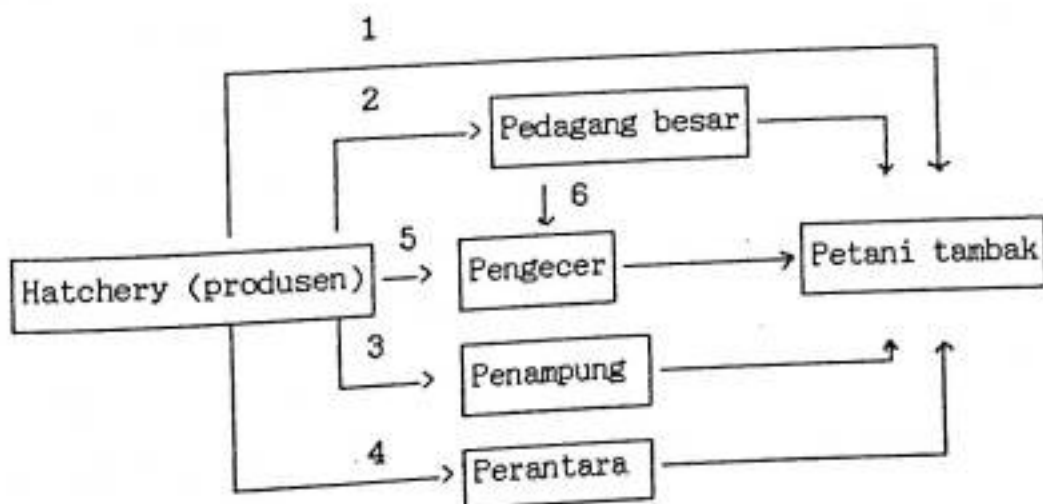 1
2
Pedagang besar
6
5
Hatchery (produsen)
Pengecer
Petani tambak
3
Penampung
4
Perantara